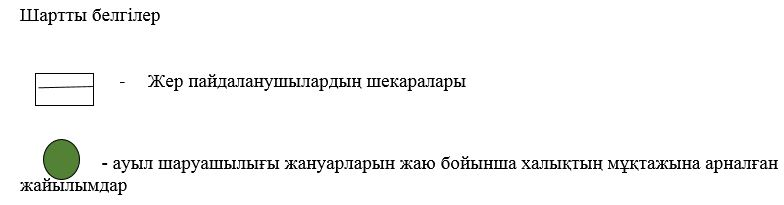 Шартты белгілер
- Жер пайдаланушылардың шекаралары
- ауыл шаруашылығы жануарларын жаю бойынша халықтың мұқтажына арналған
жайылымдар